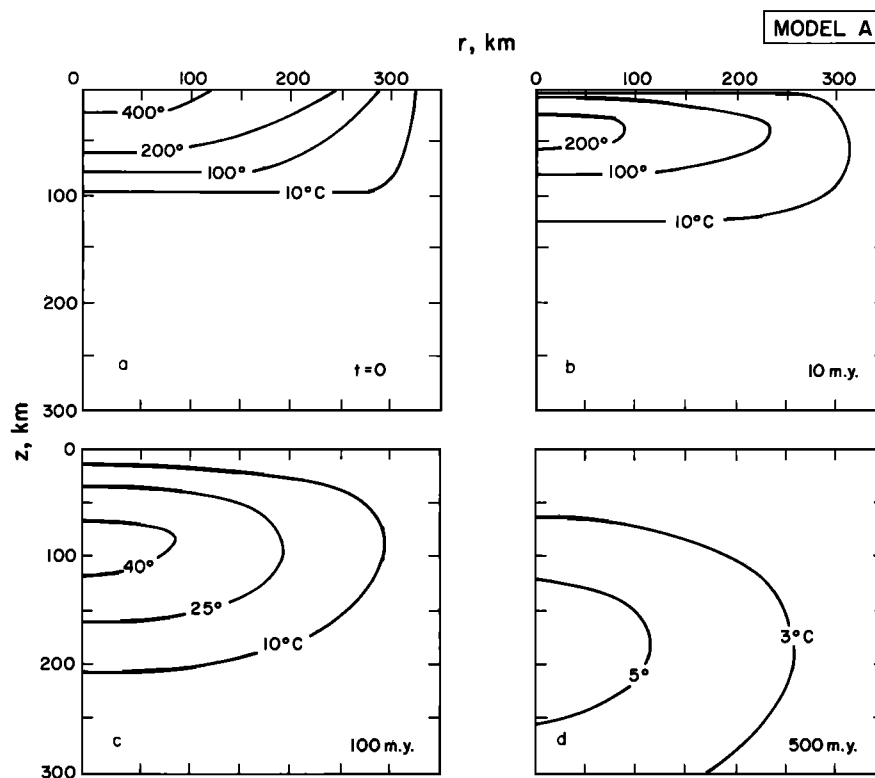 MODEL A
r, km
0 100 200 300
0 100 200 300
400°
200°
100°
10°C
100
200
300
a
t=0
200°
100°
10°C
b
10 m.y.
z, km
0
100
200
300
40°
25°
10°C
c
100 m.y.
3°C
5°
d
500 m.y.